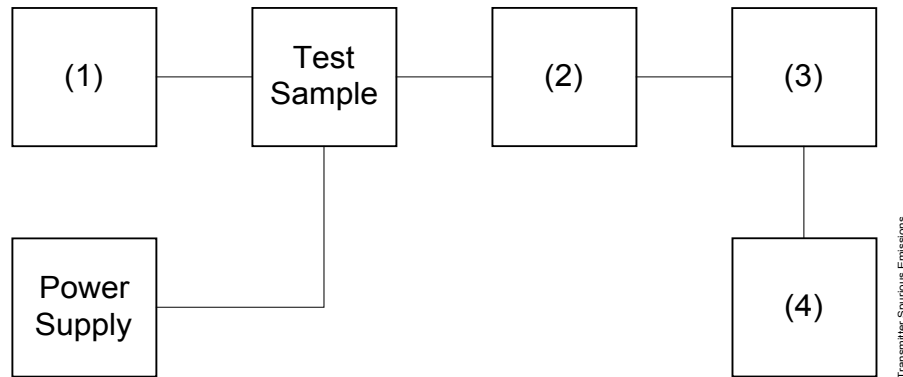 (1)
Test
Sample
(2)
(3)
Power
Supply
(4)
Transmitter Spurious Emissions